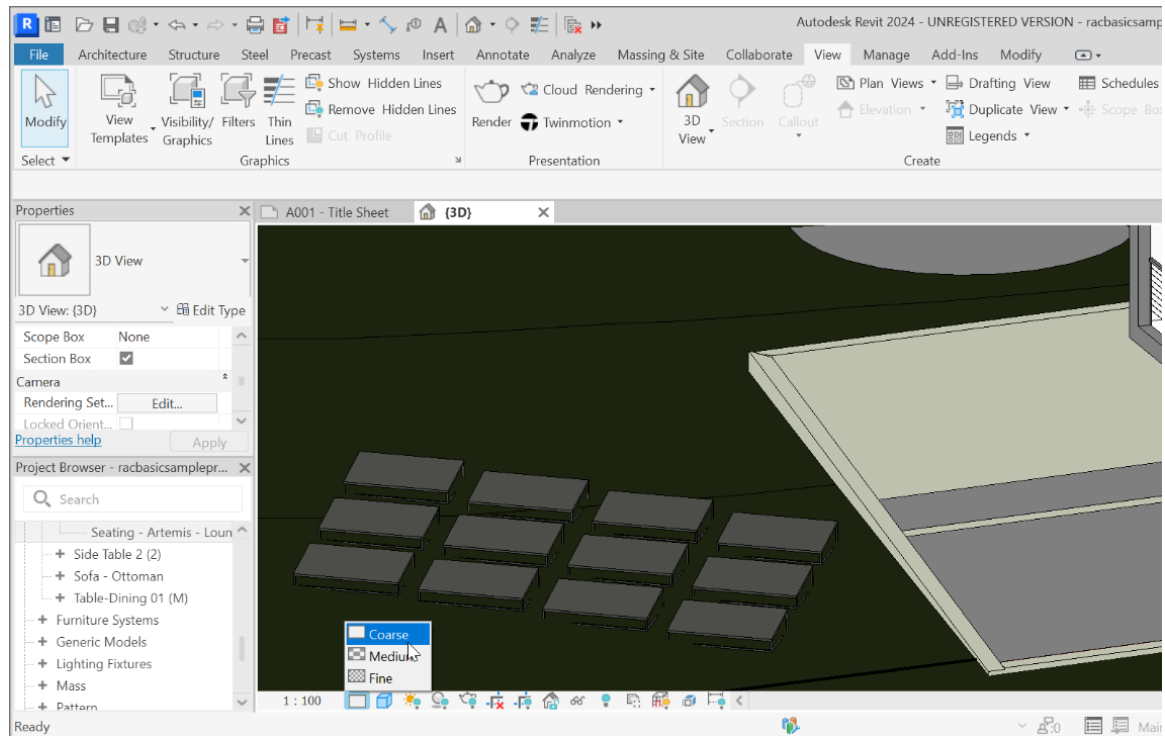 R
Autodesk Revit 2024 - UNREGISTERED VERSION - racbasicsamp
File Architecture Structure Steel Precast Systems Insert Annotate Analyze Massing & Site Collaborate View Manage Add-Ins Modify
Modify
View Templates
Visibility/ Graphics
Filters
Thin Lines
Show Hidden Lines
Remove Hidden Lines
Cut Profile
Render
Cloud Rendering
Twinmotion
3D View
Section
Callout
Plan Views
Elevation
Drafting View
Duplicate View
Legends
Schedules
Scope Bo
Select Graphics Presentation Create
Properties
A001 - Title Sheet
{3D}
3D View
3D View: {3D} Edit Type
Scope Box None
Section Box
Camera
Rendering Set... Edit...
Locked Orient...
Properties help Apply
Project Browser - racbasicsamplepr...
Search
Seating - Artemis - Loun
Side Table 2 (2)
Sofa - Ottoman
Table-Dining 01 (M)
Furniture Systems
Generic Models
Lighting Fixtures
Mass
Pattern
Coarse
Medium
Fine
1 : 100
Ready
:0
Main